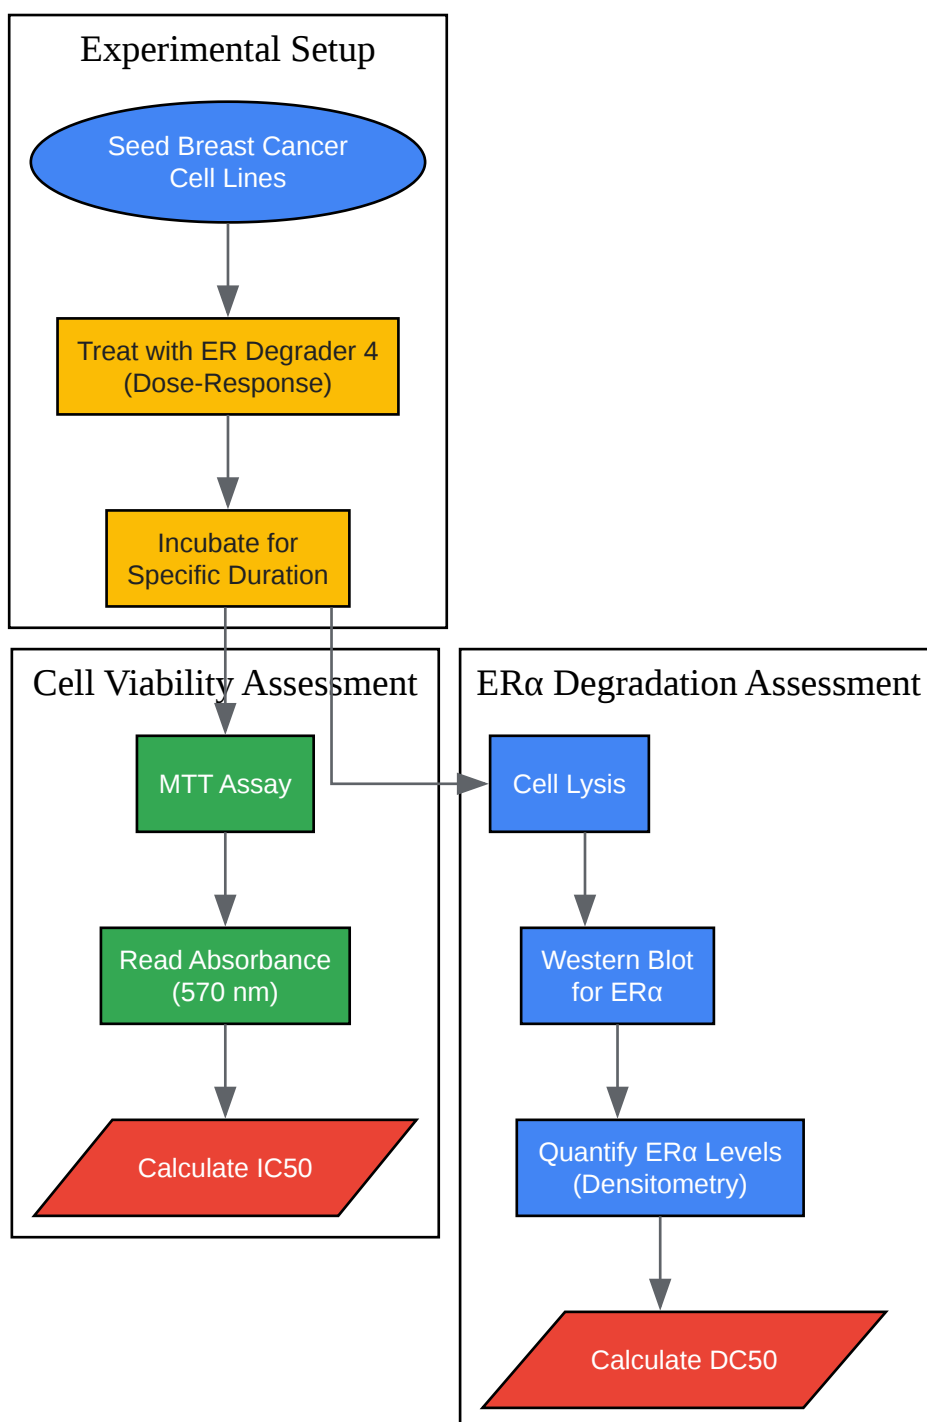 Experimental Setup
Seed Breast Cancer
Cell Lines
Treat with ER Degrader 4
(Dose-Response)
Incubate for
Specific Duration
Cell Viability Assessment
MTT Assay
Read Absorbance
(570 nm)
Calculate IC50
ERα Degradation Assessment
Cell Lysis
Western Blot
for ERα
Quantify ERα Levels
(Densitometry)
Calculate DC50